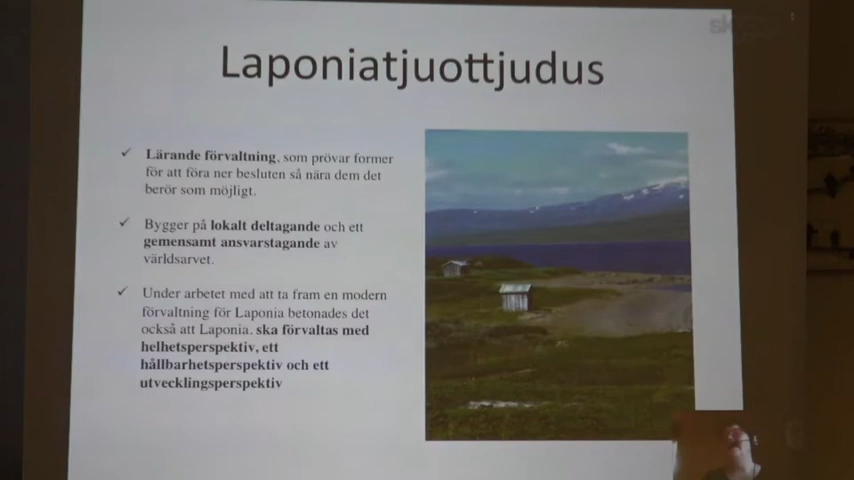 Laponiatjuottjudus
✓ Lärande förvaltning, som prövar former
för att föra ner besluten så nära dem det
berör som möjligt.
✓ Bygger på lokalt deltagande och ett
gemensamt ansvarstagande av
världsarvet.
✓ Under arbetet med att ta fram en modern
förvaltning för Laponia betonades det
också att Laponia. ska förvaltas med
helhetsperspektiv, ett
hållbarhetsperspektiv och ett
utvecklingsperspektiv